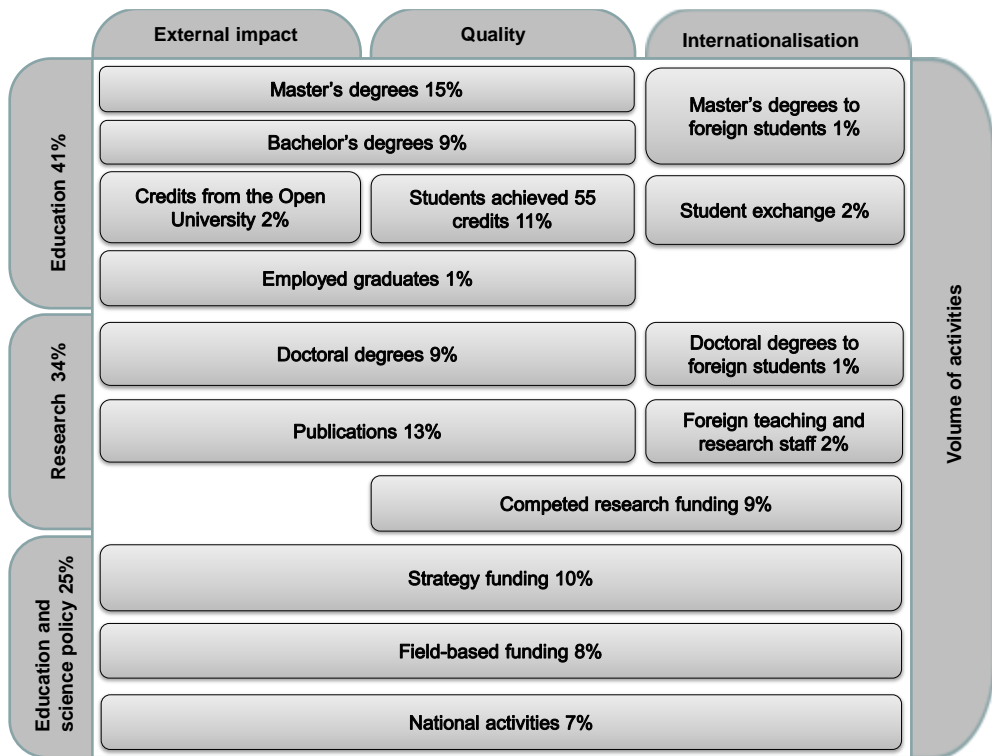 External impact
Quality
Internationalisation
Education 41%
Master's degrees 15%
Master's degrees to
foreign students 1%
Bachelor's degrees 9%
Credits from the Open
University 2%
Students achieved 55
credits 11%
Student exchange 2%
Employed graduates 1%
Research 34%
Doctoral degrees 9%
Doctoral degrees to
foreign students 1%
Publications 13%
Foreign teaching and
research staff 2%
Competed research funding 9%
Education and
science policy 25%
Strategy funding 10%
Field-based funding 8%
National activities 7%
Volume of activities